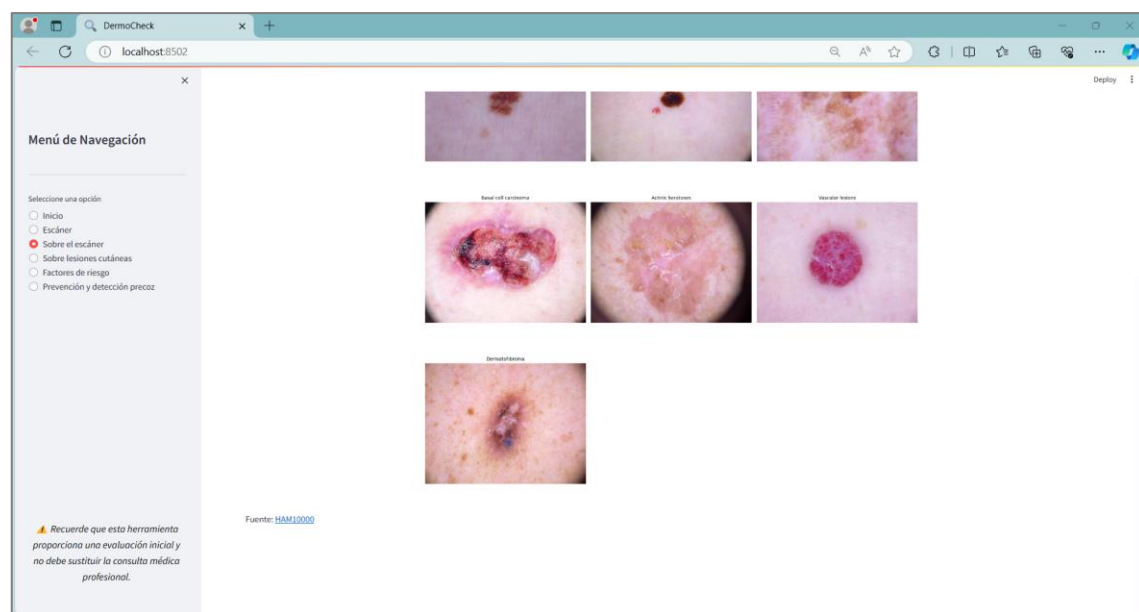 DermoCheck
localhost:8502
Deploy
Menú de Navegación
Seleccione una opción
Inicio
Escáner
Sobre el escáner
Sobre lesiones cutáneas
Factores de riesgo
Prevención y detección precoz
⚠️ Recuerde que esta herramienta
proporciona una evaluación inicial y
no debe sustituir la consulta médica
profesional.
Basal cell carcinoma
Actinic keratoses
Vascular lesions
Dermatofibroma
Fuente: HAM10000